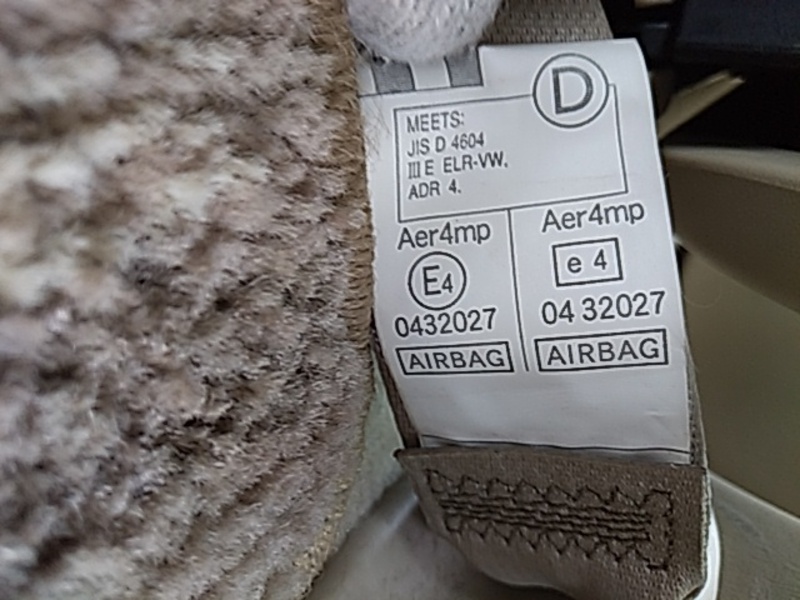 D
MEETS:
JIS D 4604
III E ELR-VW.
ADR 4.
Aer4mp
E4
0432027
AIRBAG
Aer4mp
e 4
04 32027
AIRBAG